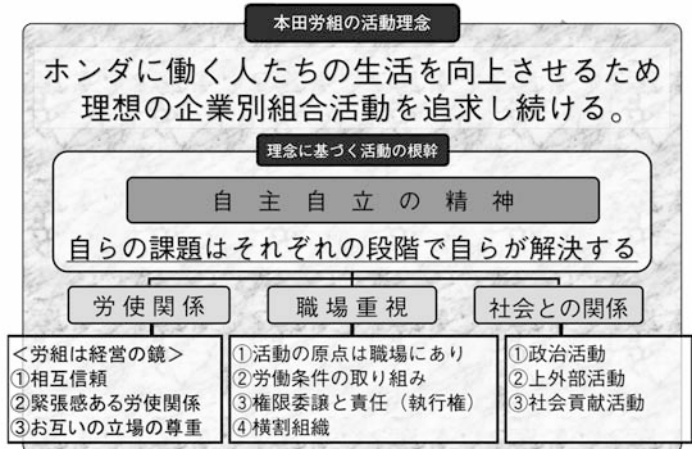 本田労組の活動理念
ホンダに働く人たちの生活を向上させるため
理想の企業別組合活動を追求し続ける。
理念に基づく活動の根幹
自主自立の精神
自らの課題はそれぞれの段階で自らが解決する
労使関係
職場重視
社会との関係
＜労組は経営の鏡＞
①相互信頼
②緊張感ある労使関係
③お互いの立場の尊重
①活動の原点は職場にあり
②労働条件の取り組み
③権限委譲と責任（執行権）
④横割組織
①政治活動
②上外部活動
③社会貢献活動